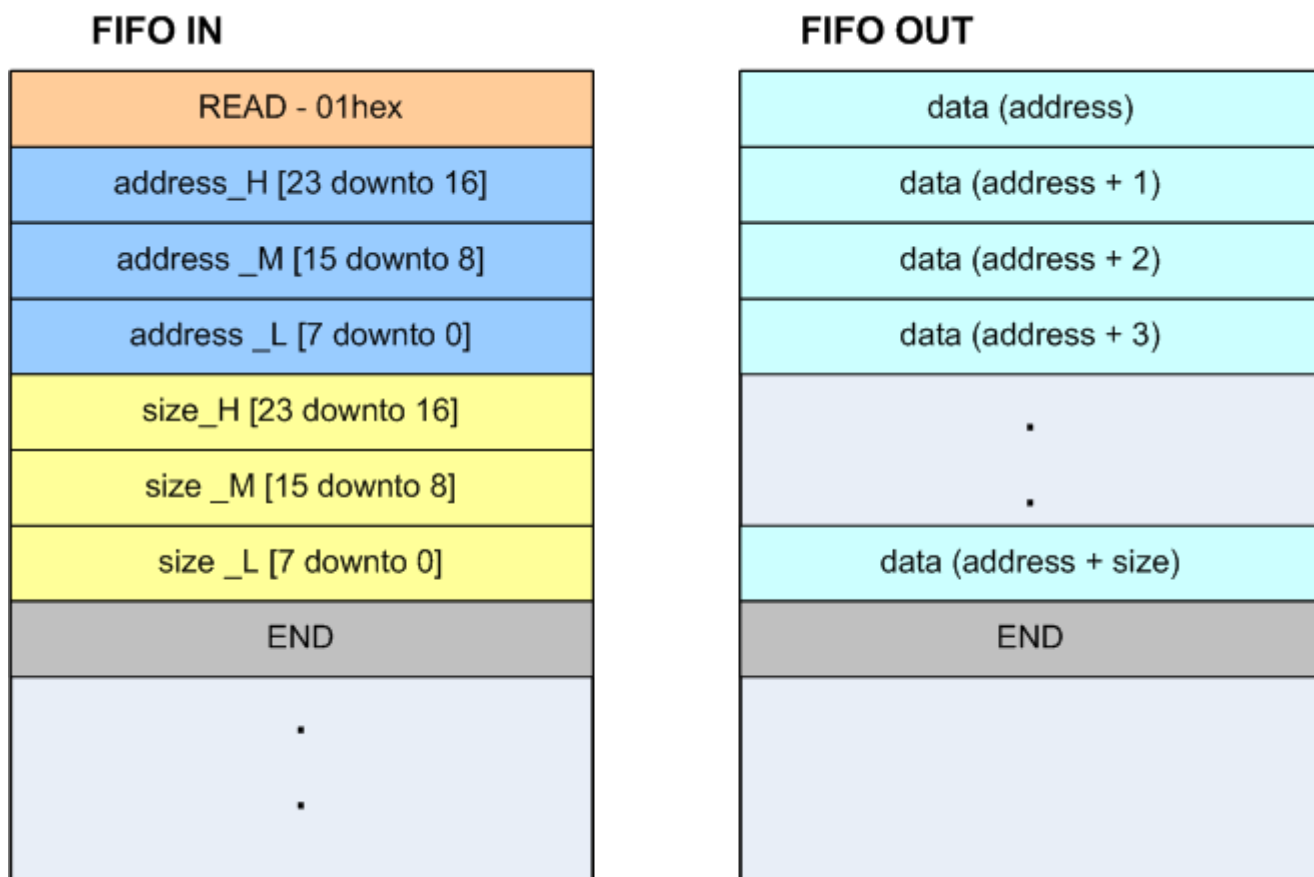 FIFO IN
READ - 01hex
address_H [23 downto 16]
address _M [15 downto 8]
address _L [7 downto 0]
size_H [23 downto 16]
size _M [15 downto 8]
size _L [7 downto 0]
END
.
.
FIFO OUT
data (address)
data (address + 1)
data (address + 2)
data (address + 3)
.
.
data (address + size)
END